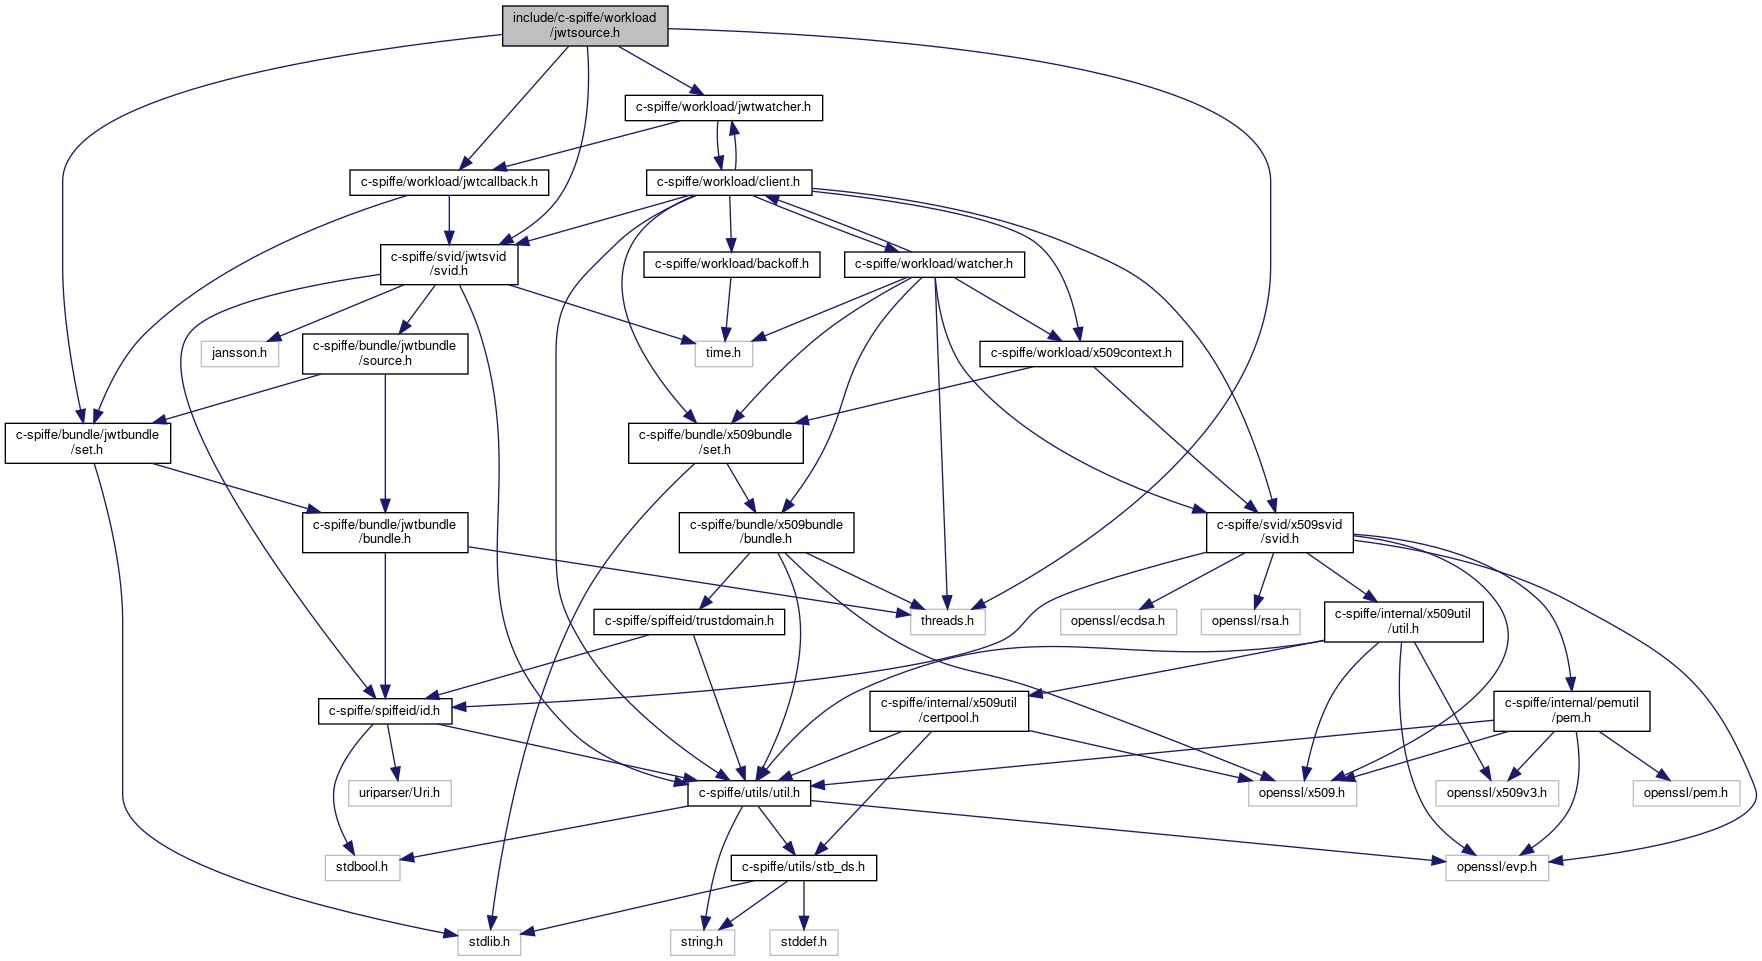 include/c-spiffe/workload
/jwtsource.h
c-spiffe/workload/jwtwatcher.h
c-spiffe/workload/jwtcallback.h
c-spiffe/workload/client.h
c-spiffe/svid/jwtsvid
/svid.h
c-spiffe/workload/backoff.h
c-spiffe/workload/watcher.h
jansson.h
c-spiffe/bundle/jwtbundle
/source.h
time.h
c-spiffe/workload/x509context.h
c-spiffe/bundle/jwtbundle
/set.h
c-spiffe/bundle/x509bundle
/set.h
c-spiffe/bundle/jwtbundle
/bundle.h
c-spiffe/bundle/x509bundle
/bundle.h
c-spiffe/svid/x509svid
/svid.h
c-spiffe/spiffeid/trustdomain.h
threads.h
openssl/ecdsa.h
openssl/rsa.h
c-spiffe/internal/x509util
/util.h
c-spiffe/spiffeid/id.h
c-spiffe/internal/x509util
/certpool.h
c-spiffe/internal/pemutil
/pem.h
uriparser/Uri.h
c-spiffe/utils/util.h
openssl/x509.h
openssl/x509v3.h
openssl/pem.h
stdbool.h
c-spiffe/utils/stb_ds.h
openssl/evp.h
stdlib.h
string.h
stddef.h